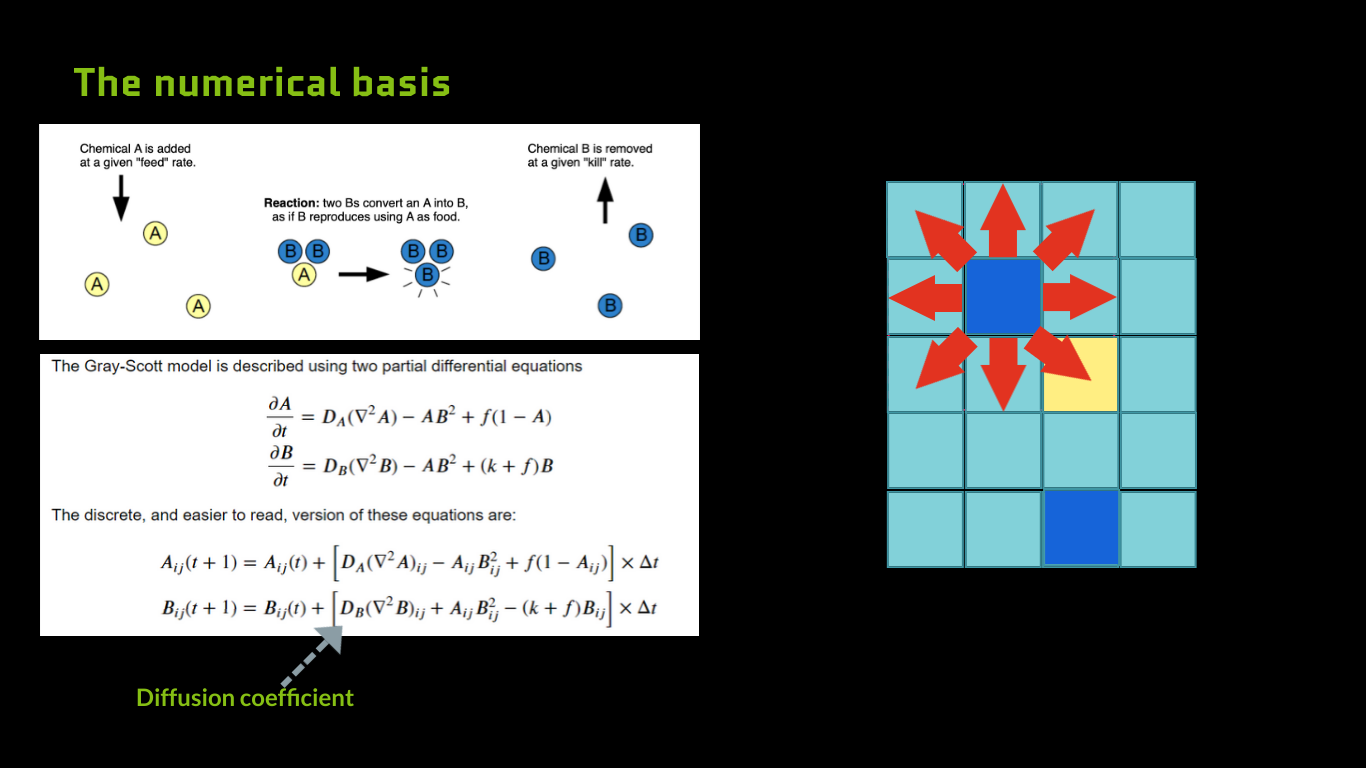 The numerical basis
Chemical A is added
at a given "feed" rate.
Chemical B is removed
at a given "kill" rate.
Reaction: two Bs convert an A into B,
as if B reproduces using A as food.
A
A
A
B B
A
B B
B
B
B
B
The Gray-Scott model is described using two partial differential equations
∂A/∂t = D_A(∇²A) − AB² + f(1 − A)
∂B/∂t = D_B(∇²B) − AB² + (k + f)B
The discrete, and easier to read, version of these equations are:
A_ij(t + 1) = A_ij(t) + [D_A(∇²A)_ij − A_ij B²_ij + f(1 − A_ij)] × Δt
B_ij(t + 1) = B_ij(t) + [D_B(∇²B)_ij + A_ij B²_ij − (k + f)B_ij] × Δt
Diffusion coefficient